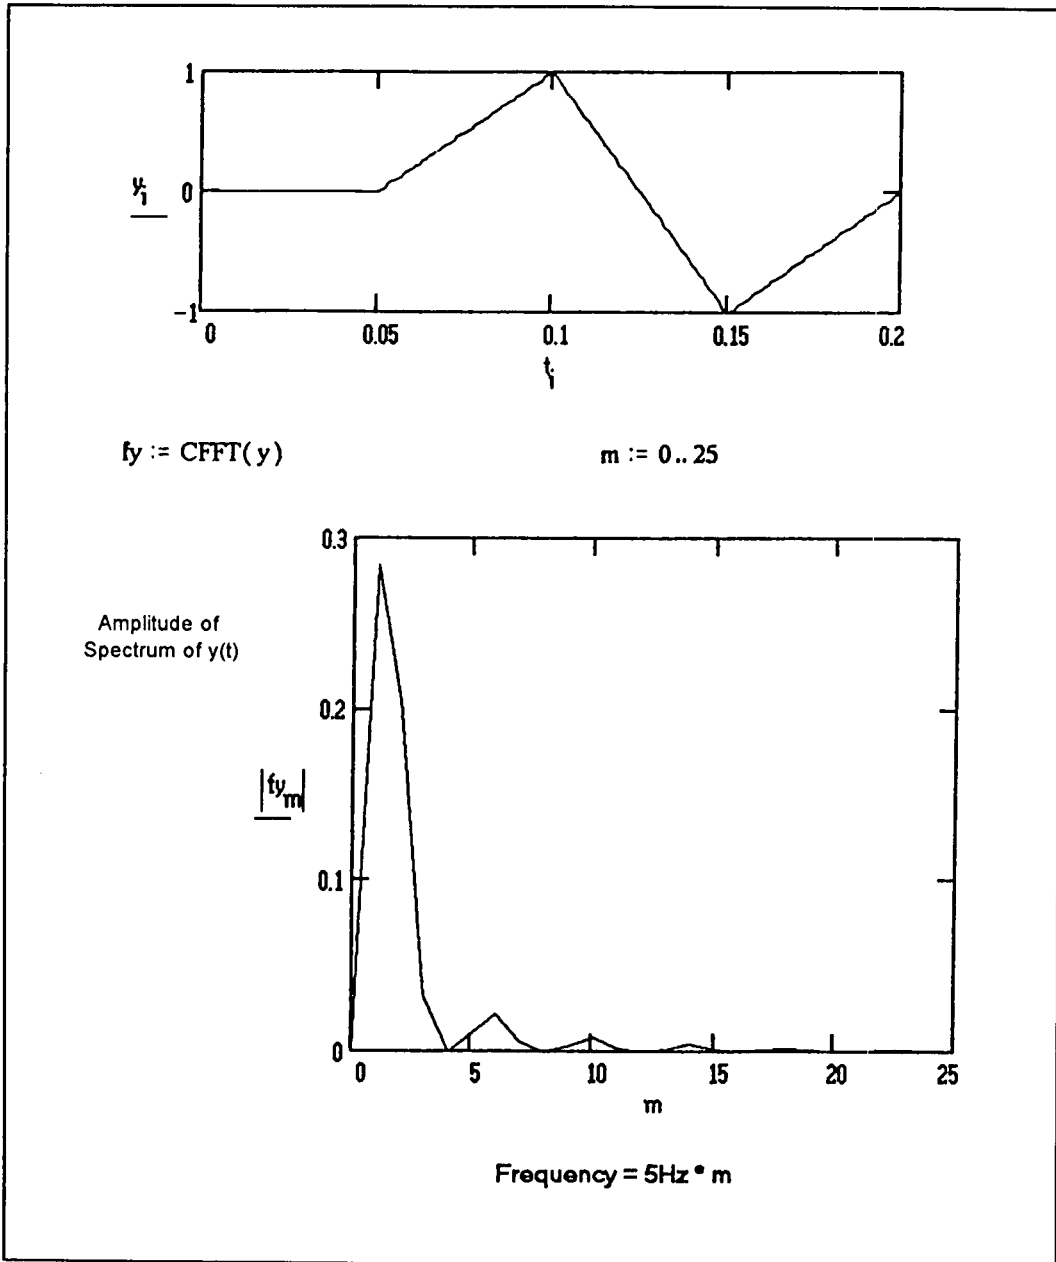 1
y_i 0
-1
0 0.05 0.1 0.15 0.2
t_i
fy := CFFT( y ) m := 0 .. 25
0.3
Amplitude of
Spectrum of y(t)
0.2
|fy_m|
0.1
0
0 5 10 15 20 25
m
Frequency = 5Hz • m